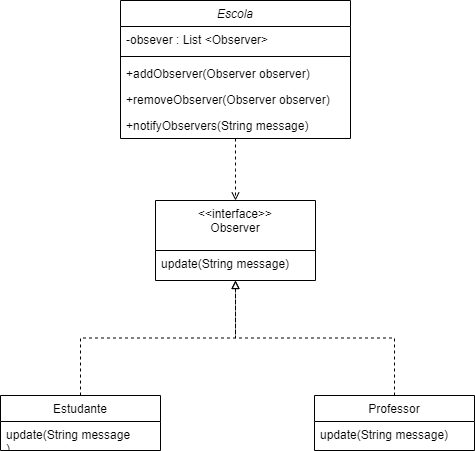 Escola
-obsever : List <Observer>
+addObserver(Observer observer)
+removeObserver(Observer observer)
+notifyObservers(String message)
<<interface>>
Observer
update(String message)
Estudante
update(String message
)
Professor
update(String message)